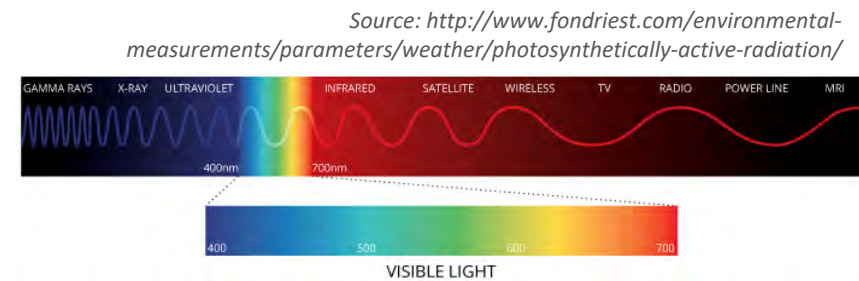 Source: http://www.fondriest.com/environmental-
measurements/parameters/weather/photosynthetically-active-radiation/
GAMMA RAYS X-RAY ULTRAVIOLET INFRARED SATELLITE WIRELESS TV RADIO POWER LINE MRI
400nm 700nm
400 500 600 700
VISIBLE LIGHT